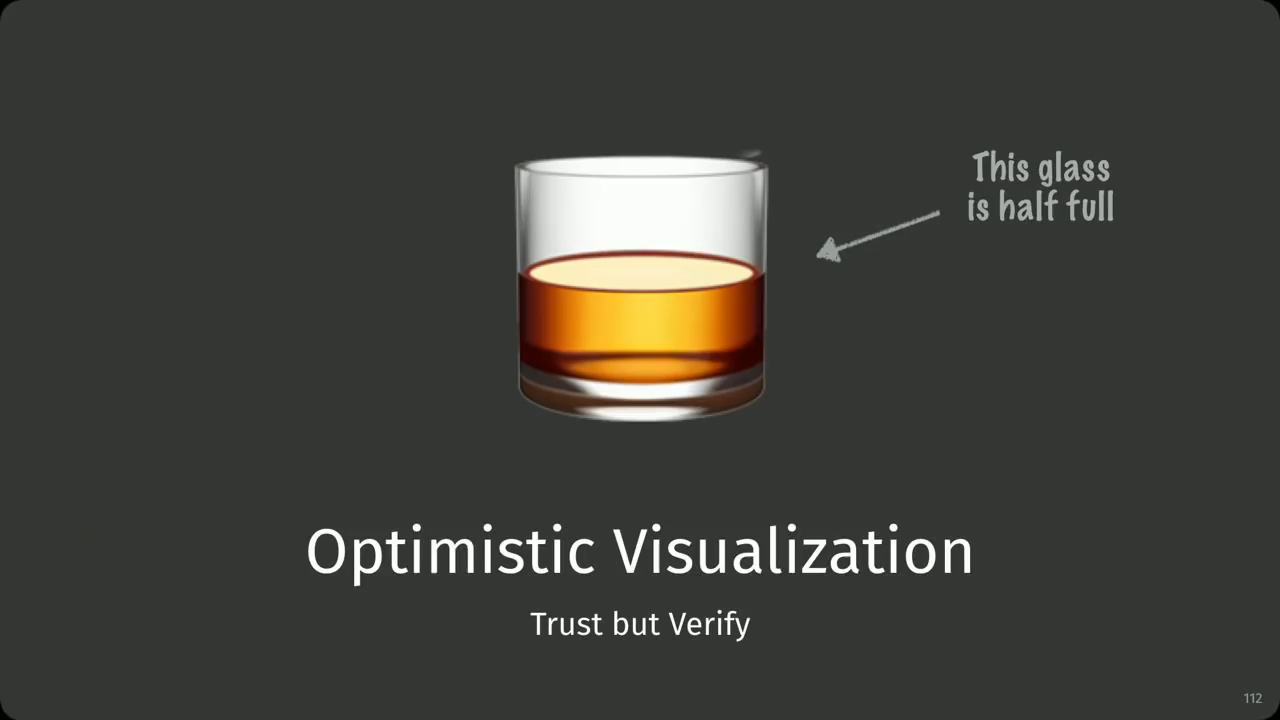 This glass
is half full
Optimistic Visualization
Trust but Verify
112